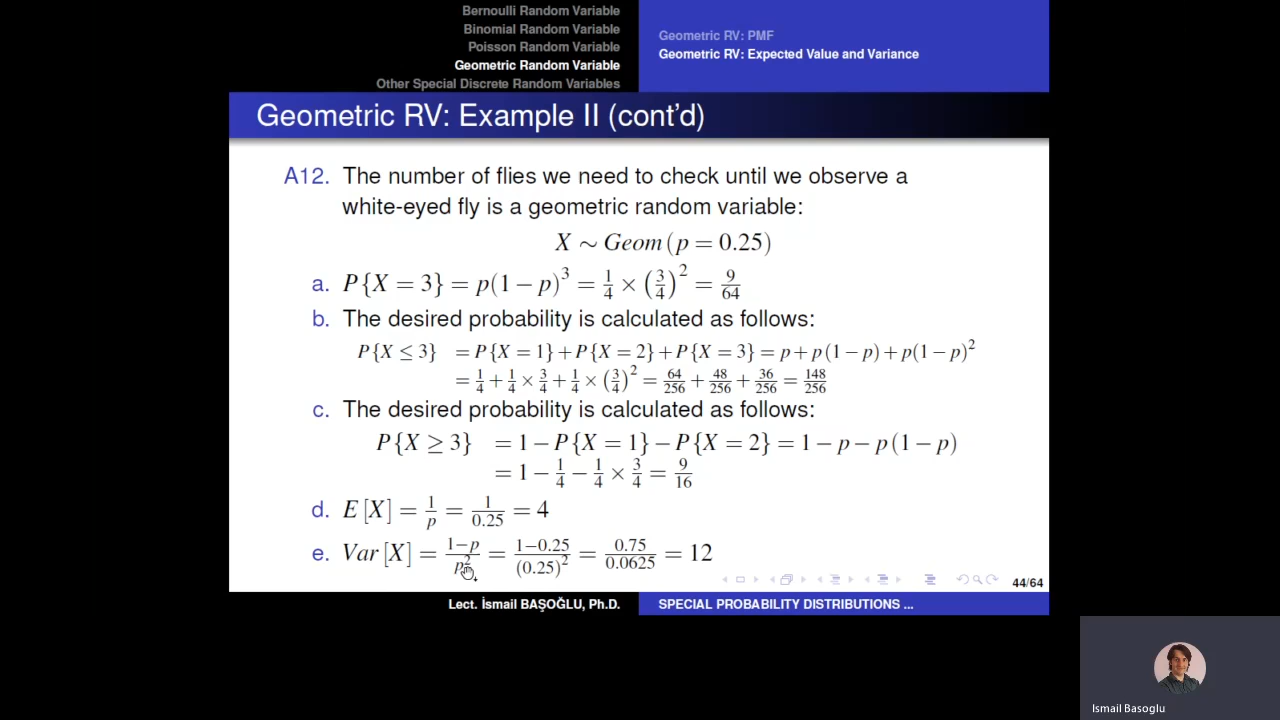 Bernoulli Random Variable
Binomial Random Variable
Poisson Random Variable
Geometric Random Variable
Other Special Discrete Random Variables
Geometric RV: PMF
Geometric RV: Expected Value and Variance
Geometric RV: Example II (cont'd)
A12. The number of flies we need to check until we observe a
white-eyed fly is a geometric random variable:
X ∼ Geom (p = 0.25)
a. P{X = 3} = p(1 − p)³ = 1/4 × (3/4)² = 9/64
b. The desired probability is calculated as follows:
P{X ≤ 3} = P{X = 1} + P{X = 2} + P{X = 3} = p + p(1 − p) + p(1 − p)²
= 1/4 + 1/4 × 3/4 + 1/4 × (3/4)² = 64/256 + 48/256 + 36/256 = 148/256
c. The desired probability is calculated as follows:
P{X ≥ 3} = 1 − P{X = 1} − P{X = 2} = 1 − p − p(1 − p)
= 1 − 1/4 − 1/4 × 3/4 = 9/16
d. E[X] = 1/p = 1/0.25 = 4
e. Var[X] = (1−p)/p² = (1−0.25)/(0.25)² = 0.75/0.0625 = 12
44/64
Lect. İsmail BAŞOĞLU, Ph.D.
SPECIAL PROBABILITY DISTRIBUTIONS ...
Ismail Basoglu